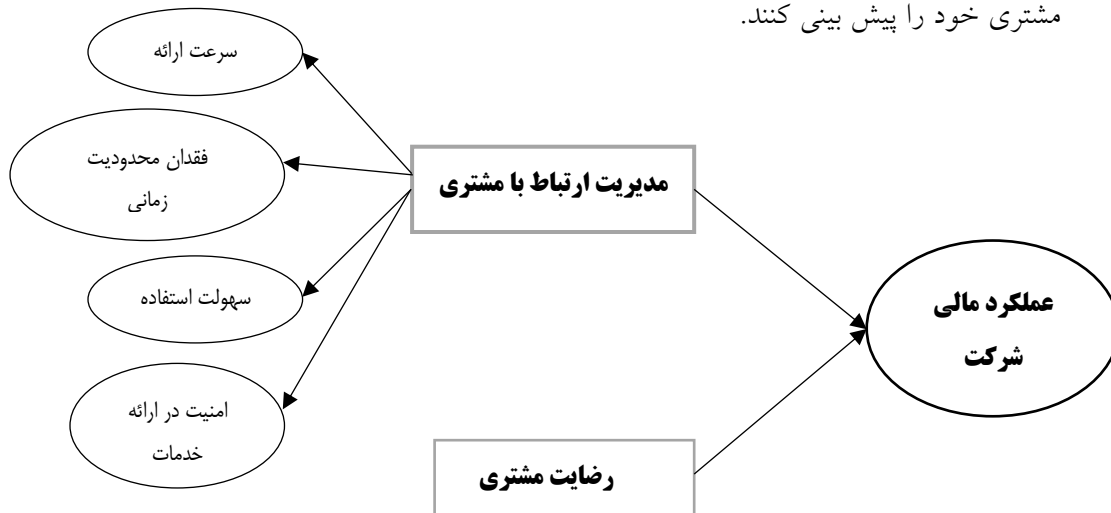 مشتری خود را پیش بینی کنند.
سرعت ارائه
فقدان محدودیت
زمانی
مدیریت ارتباط با مشتری
سهولت استفاده
عملکرد مالی
شرکت
امنیت در ارائه
خدمات
رضایت مشتری